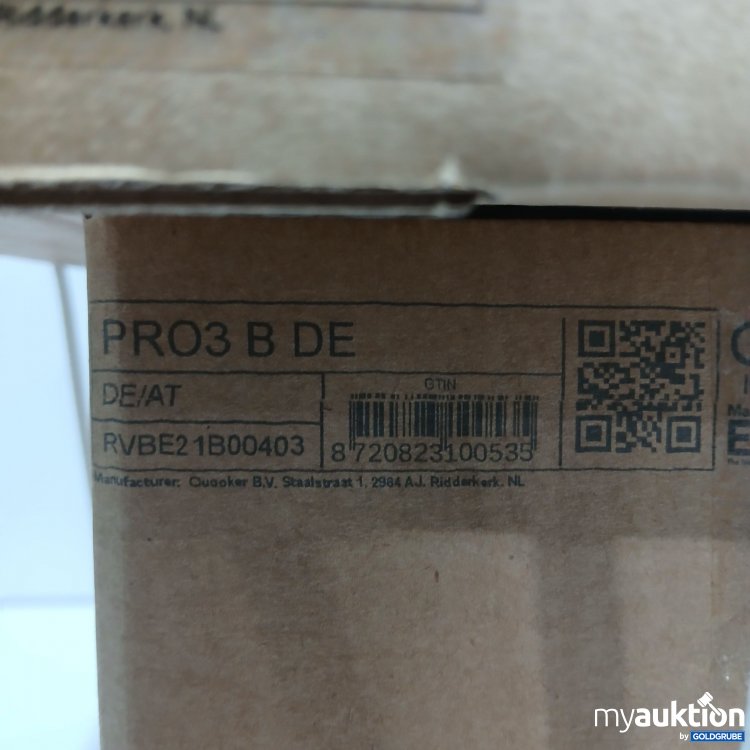 Ridderkerk, NL
PRO3 B DE
DE/AT
GTIN
RVBE21B00403
8 720823 100535
Manufacturer: Quooker B.V. Staalstraat 1, 2984 AJ. Ridderkerk. NL
myauktion
by GOLDGRUBE